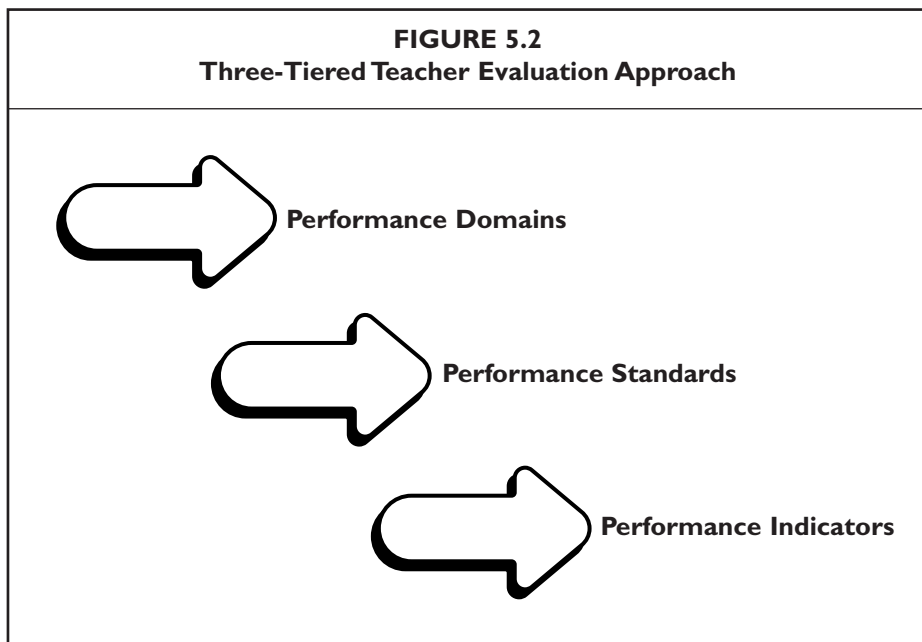 FIGURE 5.2
Three-Tiered Teacher Evaluation Approach
Performance Domains
Performance Standards
Performance Indicators